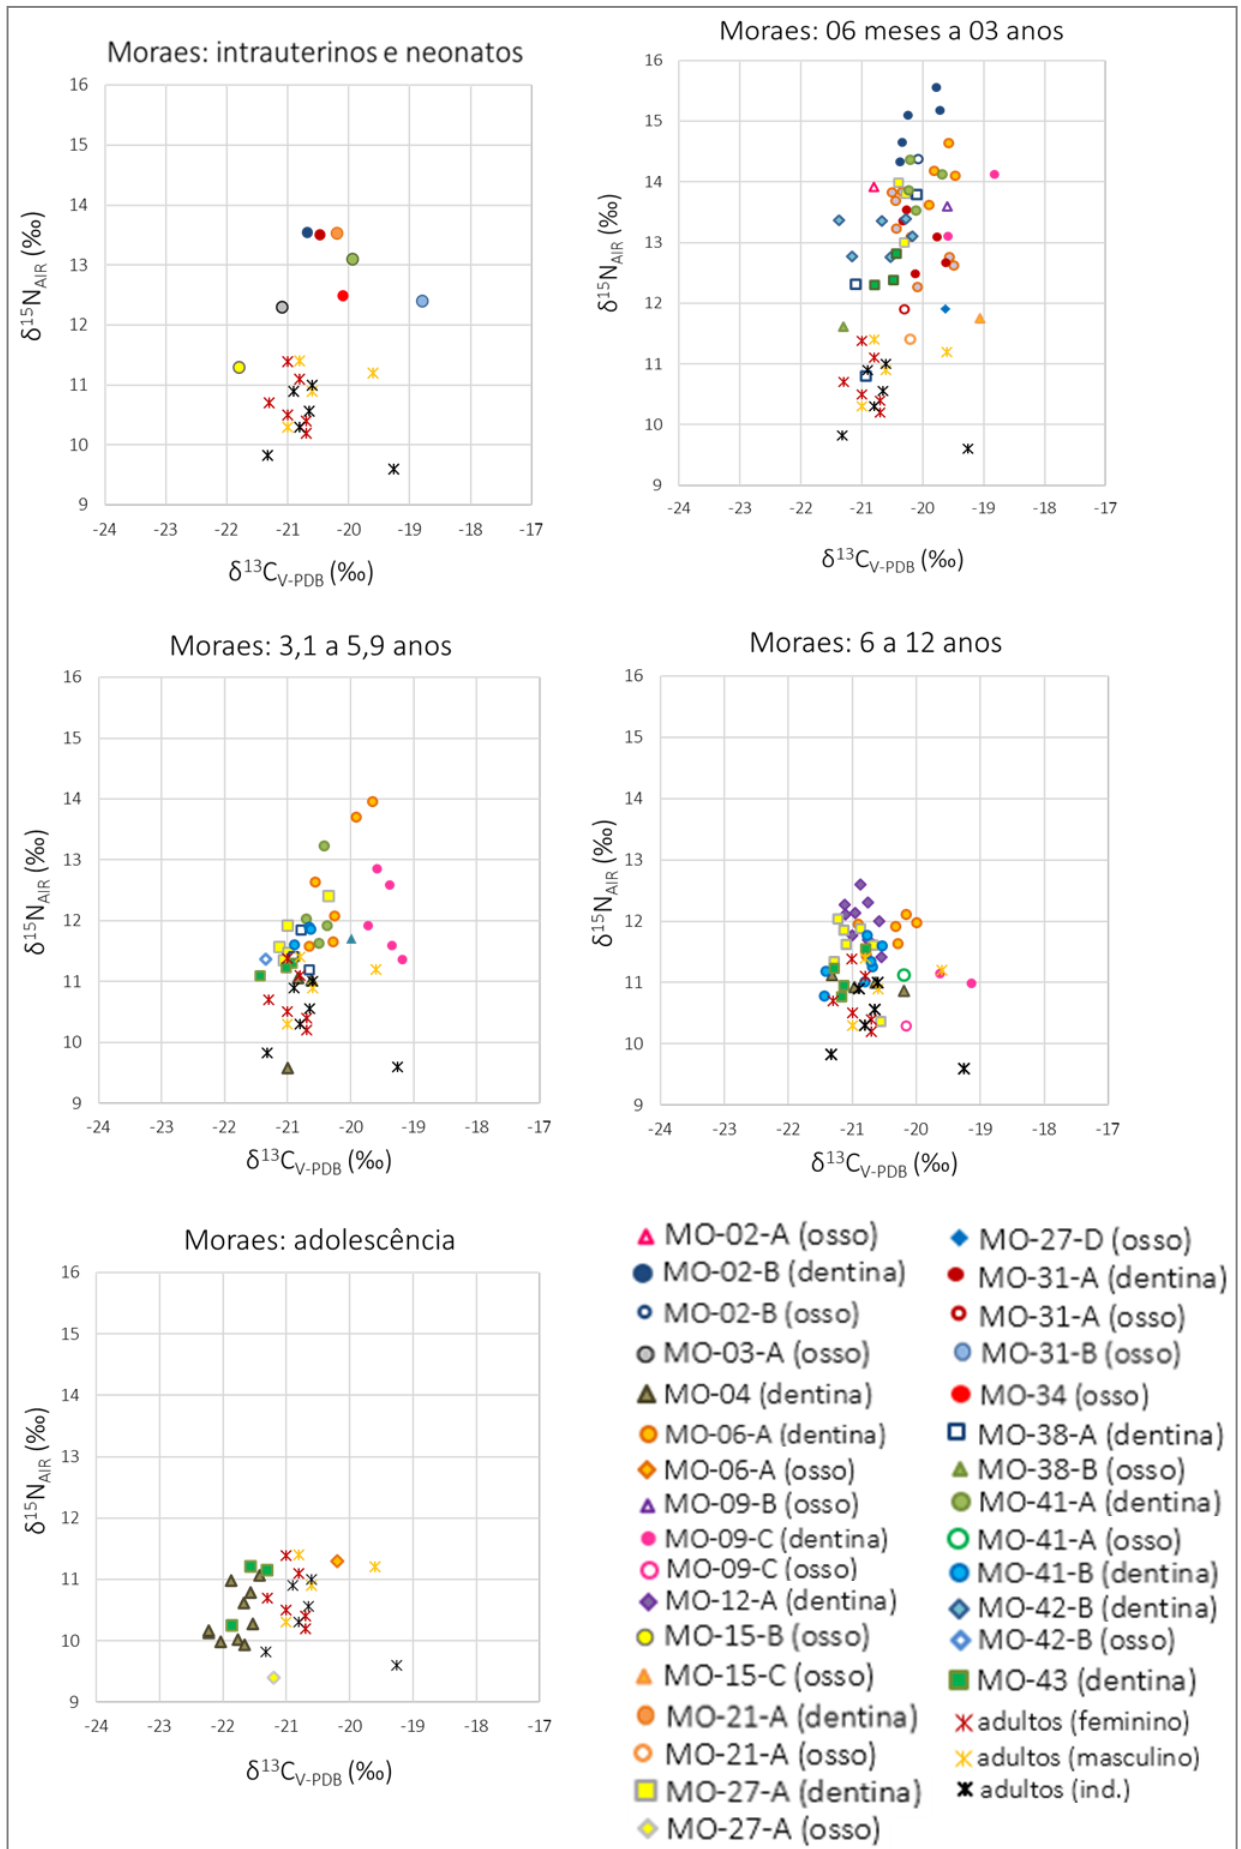 Moraes: intrauterinos e neonatos
16
15
14
13
12
11
10
9
δ15NAIR (‰)
-24 -23 -22 -21 -20 -19 -18 -17
δ13CV-PDB (‰)
Moraes: 06 meses a 03 anos
16
15
14
13
12
11
10
9
δ15NAIR (‰)
-24 -23 -22 -21 -20 -19 -18 -17
δ13CV-PDB (‰)
Moraes: 3,1 a 5,9 anos
16
15
14
13
12
11
10
9
δ15NAIR (‰)
-24 -23 -22 -21 -20 -19 -18 -17
δ13CV-PDB (‰)
Moraes: 6 a 12 anos
16
15
14
13
12
11
10
9
δ15NAIR (‰)
-24 -23 -22 -21 -20 -19 -18 -17
δ13CV-PDB (‰)
Moraes: adolescência
16
15
14
13
12
11
10
9
δ15NAIR (‰)
-24 -23 -22 -21 -20 -19 -18 -17
δ13CV-PDB (‰)
MO-02-A (osso)
MO-02-B (dentina)
MO-02-B (osso)
MO-03-A (osso)
MO-04 (dentina)
MO-06-A (dentina)
MO-06-A (osso)
MO-09-B (osso)
MO-09-C (dentina)
MO-09-C (osso)
MO-12-A (dentina)
MO-15-B (osso)
MO-15-C (osso)
MO-21-A (dentina)
MO-21-A (osso)
MO-27-A (dentina)
MO-27-A (osso)
MO-27-D (osso)
MO-31-A (dentina)
MO-31-A (osso)
MO-31-B (osso)
MO-34 (osso)
MO-38-A (dentina)
MO-38-B (osso)
MO-41-A (dentina)
MO-41-A (osso)
MO-41-B (dentina)
MO-42-B (dentina)
MO-42-B (osso)
MO-43 (dentina)
adultos (feminino)
adultos (masculino)
adultos (ind.)